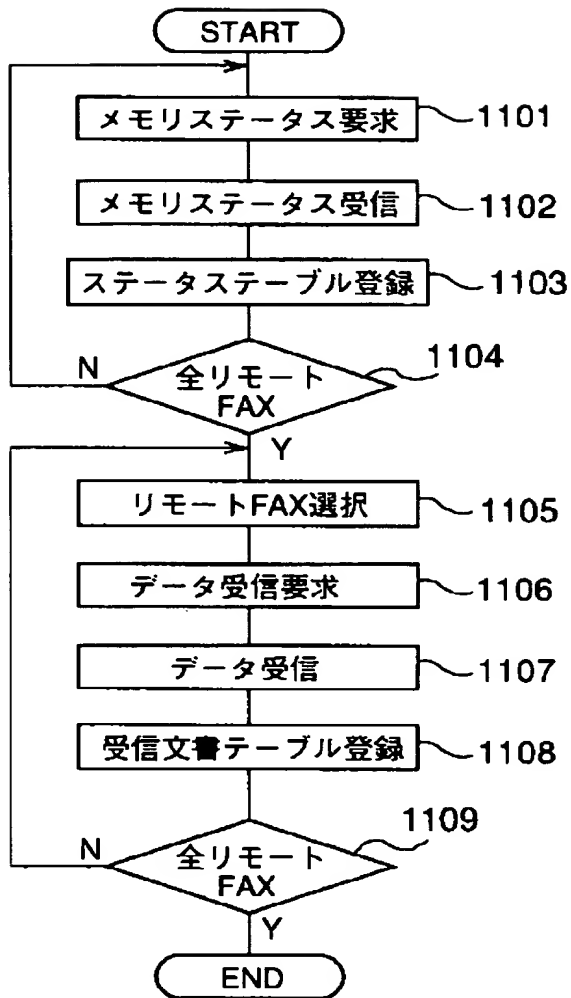 START
メモリステータス要求
1101
メモリステータス受信
1102
ステータステーブル登録
1103
全リモート
FAX
1104
N
Y
リモートFAX選択
1105
データ受信要求
1106
データ受信
1107
受信文書テーブル登録
1108
全リモート
FAX
1109
N
Y
END